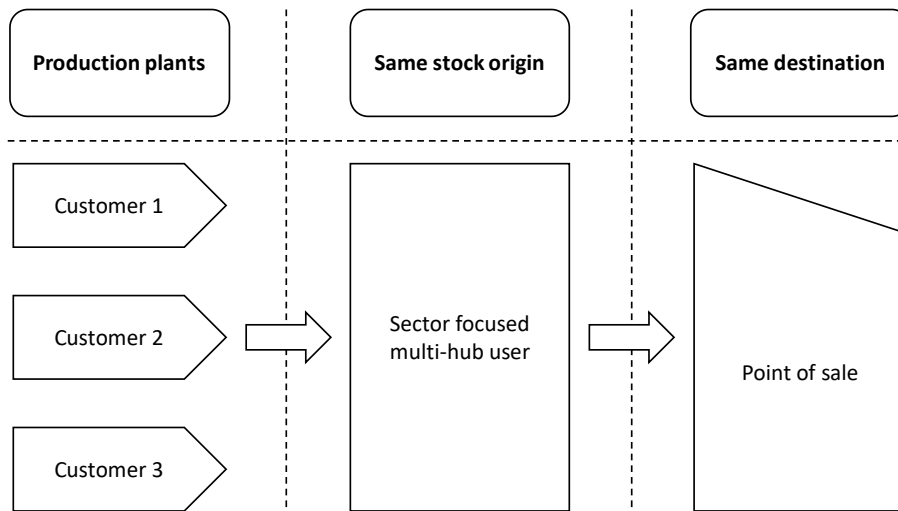 Production plants
Same stock origin
Same destination
Customer 1
Customer 2
Customer 3
Sector focused
multi-hub user
Point of sale